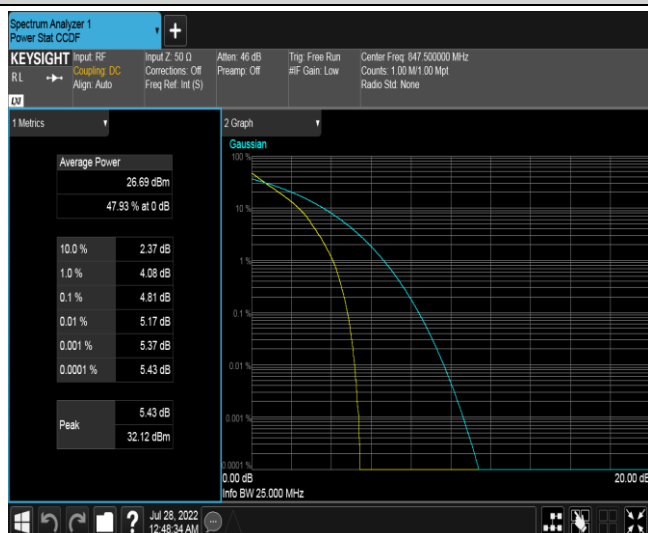 Spectrum Analyzer 1
Power Stat CCDF
+
KEYSIGHT
RL
LXI
Input: RF
Coupling: DC
Align: Auto
Input Z: 50 Ω
Corrections: Off
Freq Ref: Int (S)
Atten: 46 dB
Preamp: Off
Trig: Free Run
#IF Gain: Low
Center Freq: 847.500000 MHz
Counts: 1.00 M/1.00 Mpt
Radio Std: None
1 Metrics
Average Power
26.69 dBm
47.93 % at 0 dB
10.0 % 2.37 dB
1.0 % 4.08 dB
0.1 % 4.81 dB
0.01 % 5.17 dB
0.001 % 5.37 dB
0.0001 % 5.43 dB
Peak
5.43 dB
32.12 dBm
2 Graph
Gaussian
100 %
10 %
1 %
0.1 %
0.01 %
0.001 %
0.0001 %
0.00 dB
20.00 dB
Info BW 25.000 MHz
?
Jul 28, 2022
12:48:34 AM